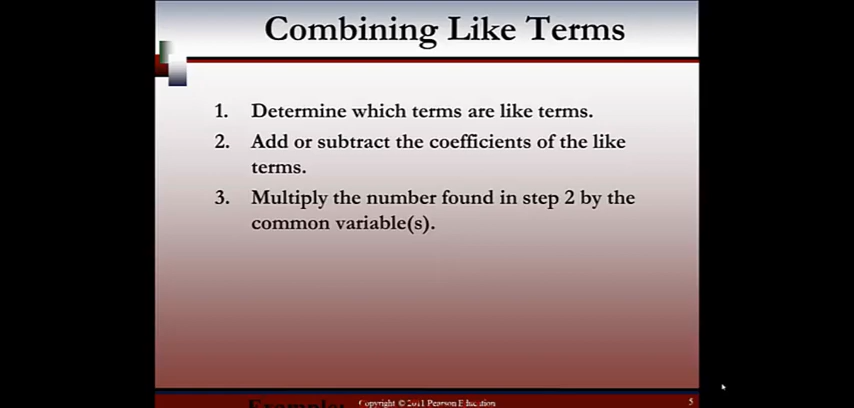 Combining Like Terms
1. Determine which terms are like terms.
2. Add or subtract the coefficients of the like
terms.
3. Multiply the number found in step 2 by the
common variable(s).
Example:
Copyright © 2011 Pearson Education
5